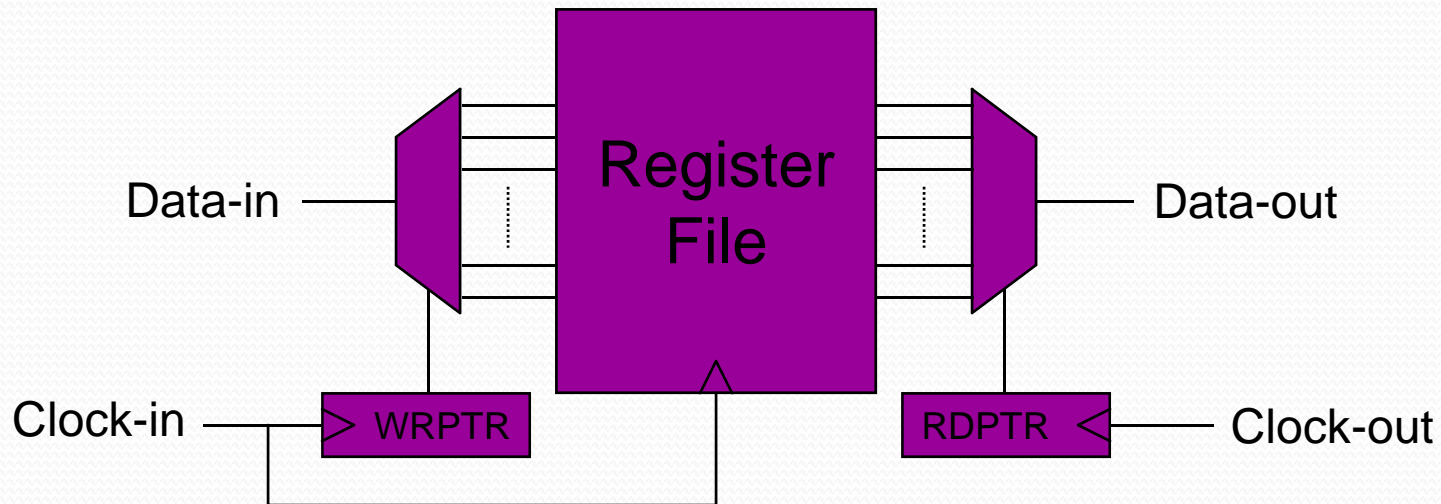 Register
File
Data-in
Data-out
Clock-in
WRPTR
RDPTR
Clock-out